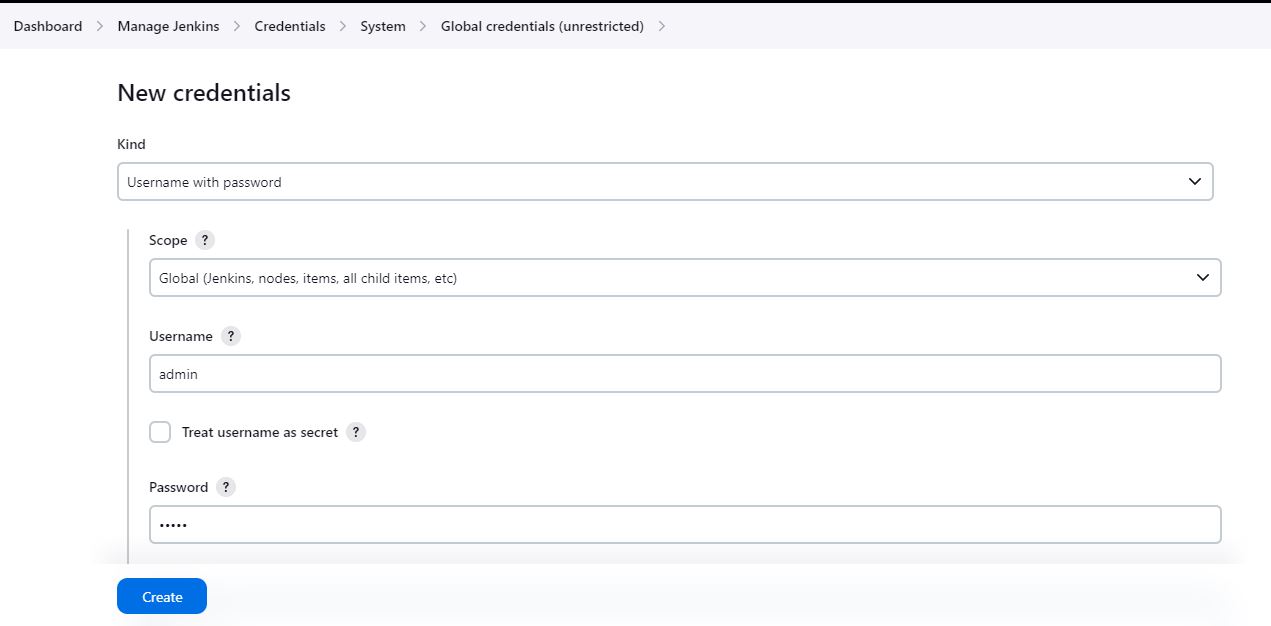 Dashboard > Manage Jenkins > Credentials > System > Global credentials (unrestricted) >
New credentials
Kind
Username with password
Scope ?
Global (Jenkins, nodes, items, all child items, etc)
Username ?
admin
Treat username as secret ?
Password ?
•••••
Create